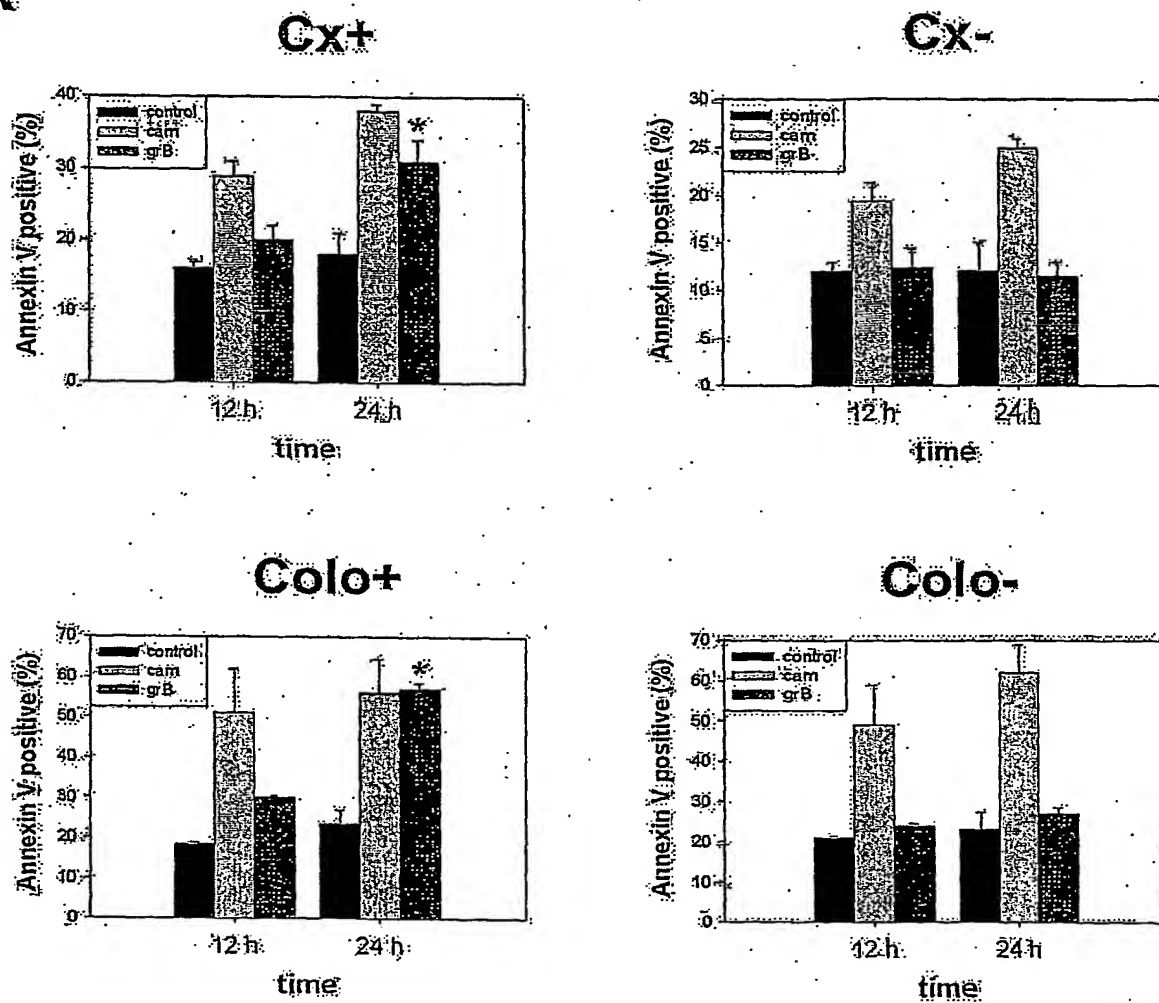 Cx+
Annexin V positive (%)
40
30
20
10
0
control
cam
grB
*
12 h
24 h
time
Cx-
Annexin V positive (%)
30
25
20
15
10
5
0
control
cam
grB
12 h
24 h
time
Colo+
Annexin V positive (%)
70
60
50
40
30
20
10
0
control
cam
grB
*
12 h
24 h
time
Colo-
Annexin V positive (%)
70
60
50
40
30
20
10
0
control
cam
grB
12 h
24 h
time